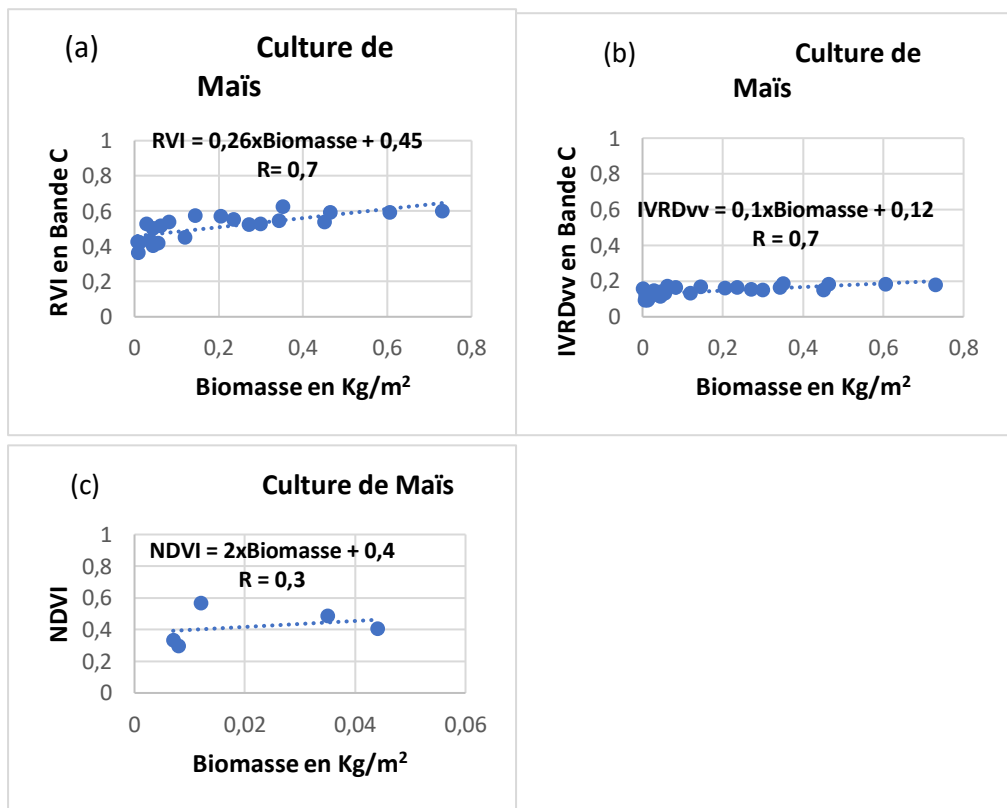 (a) Culture de
Maïs
RVI = 0,26xBiomasse + 0,45
R= 0,7
RVI en Bande C
1
0,8
0,6
0,4
0,2
0
0 0,2 0,4 0,6 0,8
Biomasse en Kg/m²
(b) Culture de
Maïs
IVRDvv = 0,1xBiomasse + 0,12
R = 0,7
IVRDvv en Bande C
1
0,8
0,6
0,4
0,2
0
0 0,2 0,4 0,6 0,8
Biomasse en Kg/m²
(c) Culture de Maïs
NDVI = 2xBiomasse + 0,4
R = 0,3
NDVI
1
0,8
0,6
0,4
0,2
0
0 0,02 0,04 0,06
Biomasse en Kg/m²